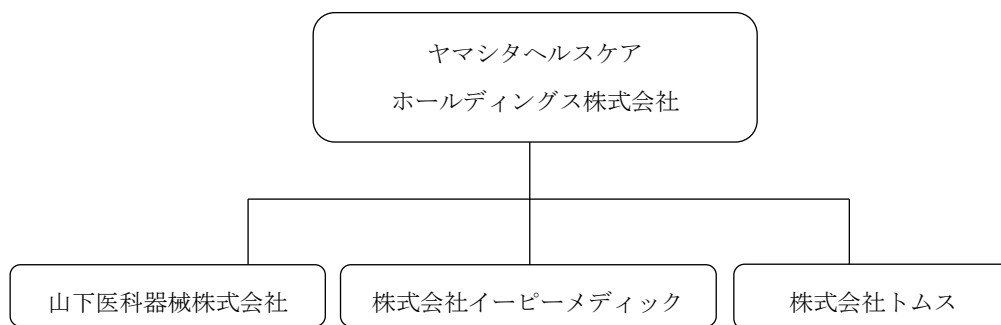 ヤマシタヘルスケア
ホールディングス株式会社
山下医科器械株式会社
株式会社イーピーメディック
株式会社トムス